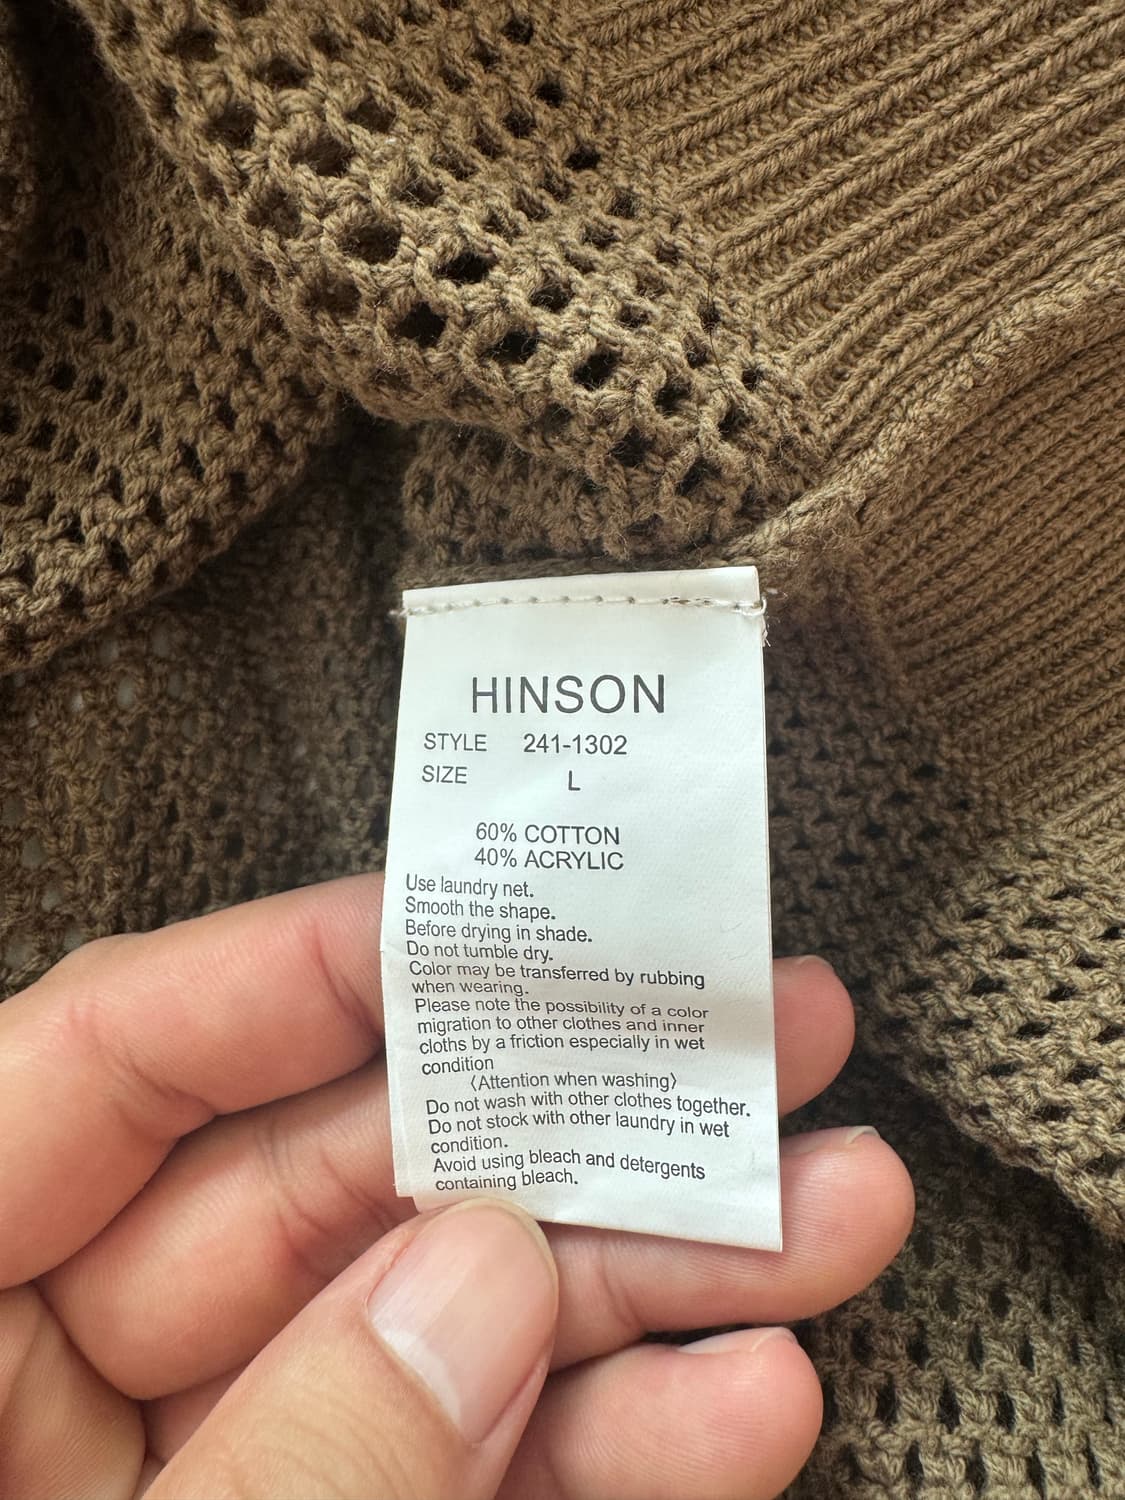 HINSON
STYLE 241-1302
SIZE L
60% COTTON
40% ACRYLIC
Use laundry net.
Smooth the shape.
Before drying in shade.
Do not tumble dry.
Color may be transferred by rubbing
when wearing.
Please note the possibility of a color
migration to other clothes and inner
cloths by a friction especially in wet
condition
〈Attention when washing〉
Do not wash with other clothes together.
Do not stock with other laundry in wet
condition.
Avoid using bleach and detergents
containing bleach.